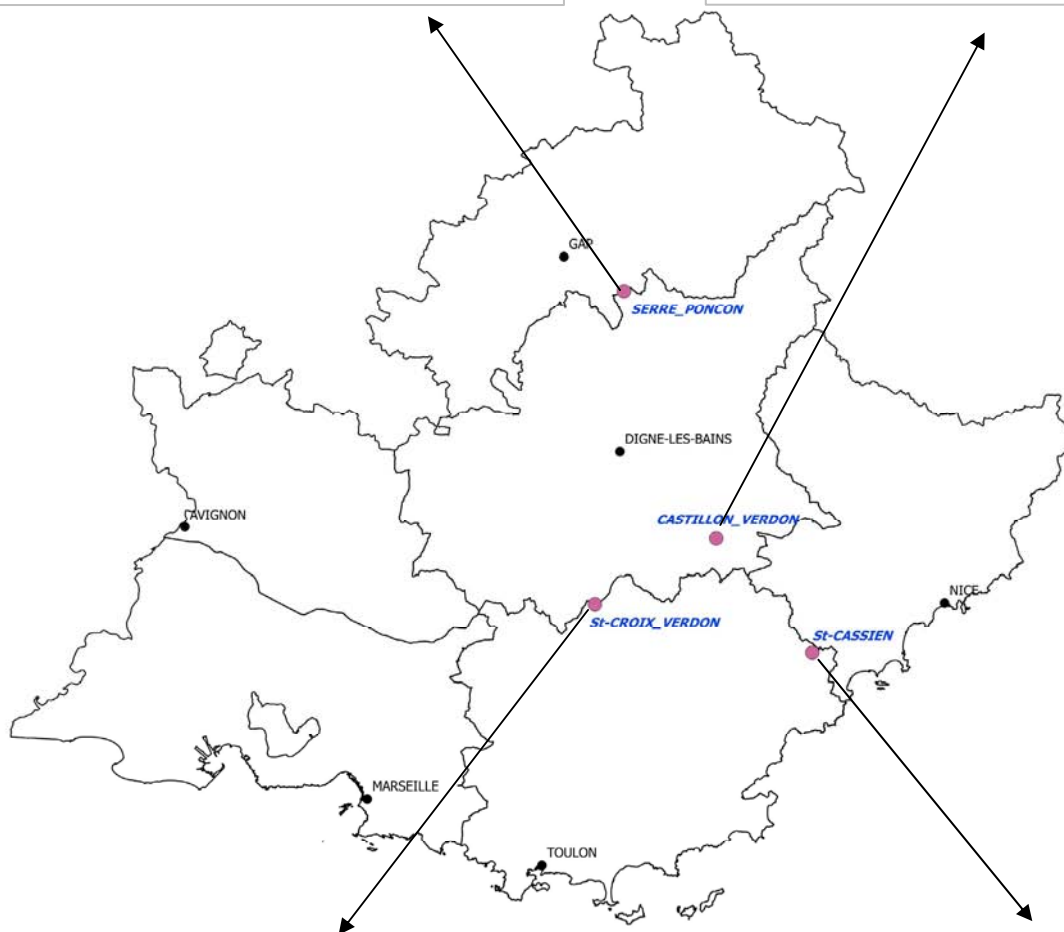 GAP
SERRE_PONCON
DIGNE-LES-BAINS
AVIGNON
CASTILLON_VERDON
NICE
St-CROIX_VERDON
St-CASSIEN
MARSEILLE
TOULON